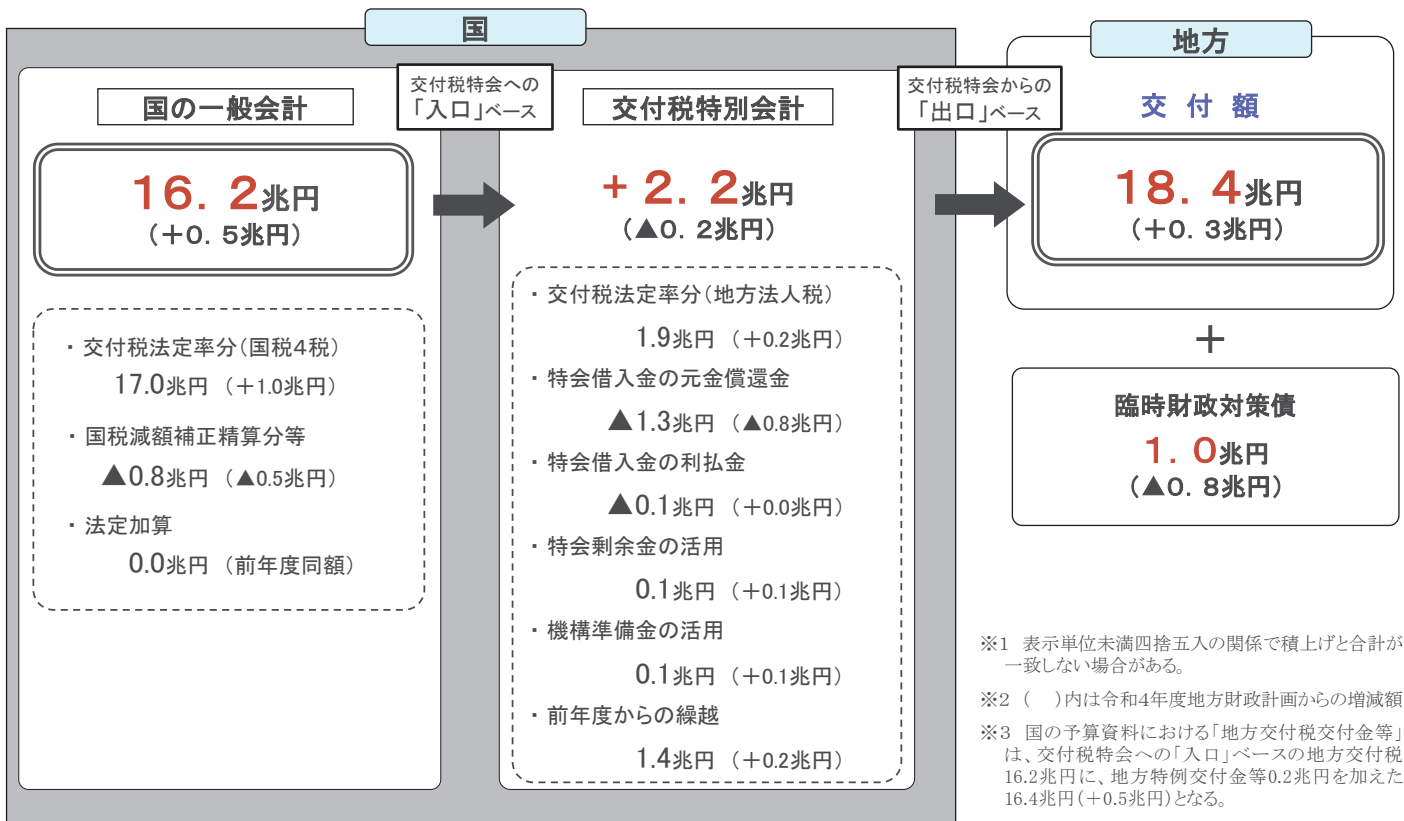 国
国の一般会計
16. 2兆円
（＋0. 5兆円）
・交付税法定率分（国税4税）
17.0兆円 （＋1.0兆円）
・国税減額補正精算分等
▲0.8兆円 （▲0.5兆円）
・法定加算
0.0兆円 （前年度同額）
交付税特会への
「入口」ベース
交付税特別会計
＋2. 2兆円
（▲0. 2兆円）
・交付税法定率分（地方法人税）
1.9兆円 （＋0.2兆円）
・特会借入金の元金償還金
▲1.3兆円 （▲0.8兆円）
・特会借入金の利払金
▲0.1兆円 （＋0.0兆円）
・特会剰余金の活用
0.1兆円 （＋0.1兆円）
・機構準備金の活用
0.1兆円 （＋0.1兆円）
・前年度からの繰越
1.4兆円 （＋0.2兆円）
交付税特会からの
「出口」ベース
地方
交 付 額
18. 4兆円
（＋0. 3兆円）
＋
臨時財政対策債
1. 0兆円
（▲0. 8兆円）
※1 表示単位未満四捨五入の関係で積上げと合計が
一致しない場合がある。
※2 （　）内は令和4年度地方財政計画からの増減額
※3 国の予算資料における「地方交付税交付金等」
は、交付税特会への「入口」ベースの地方交付税
16.2兆円に、地方特例交付金等0.2兆円を加えた
16.4兆円（＋0.5兆円）となる。